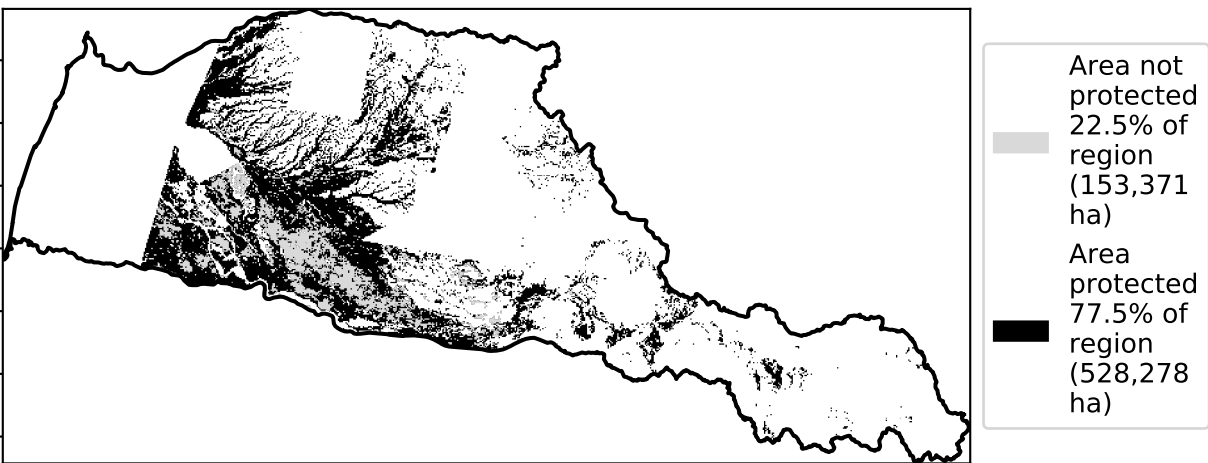 Area not
protected
22.5% of
region
(153,371
ha)
Area
protected
77.5% of
region
(528,278
ha)